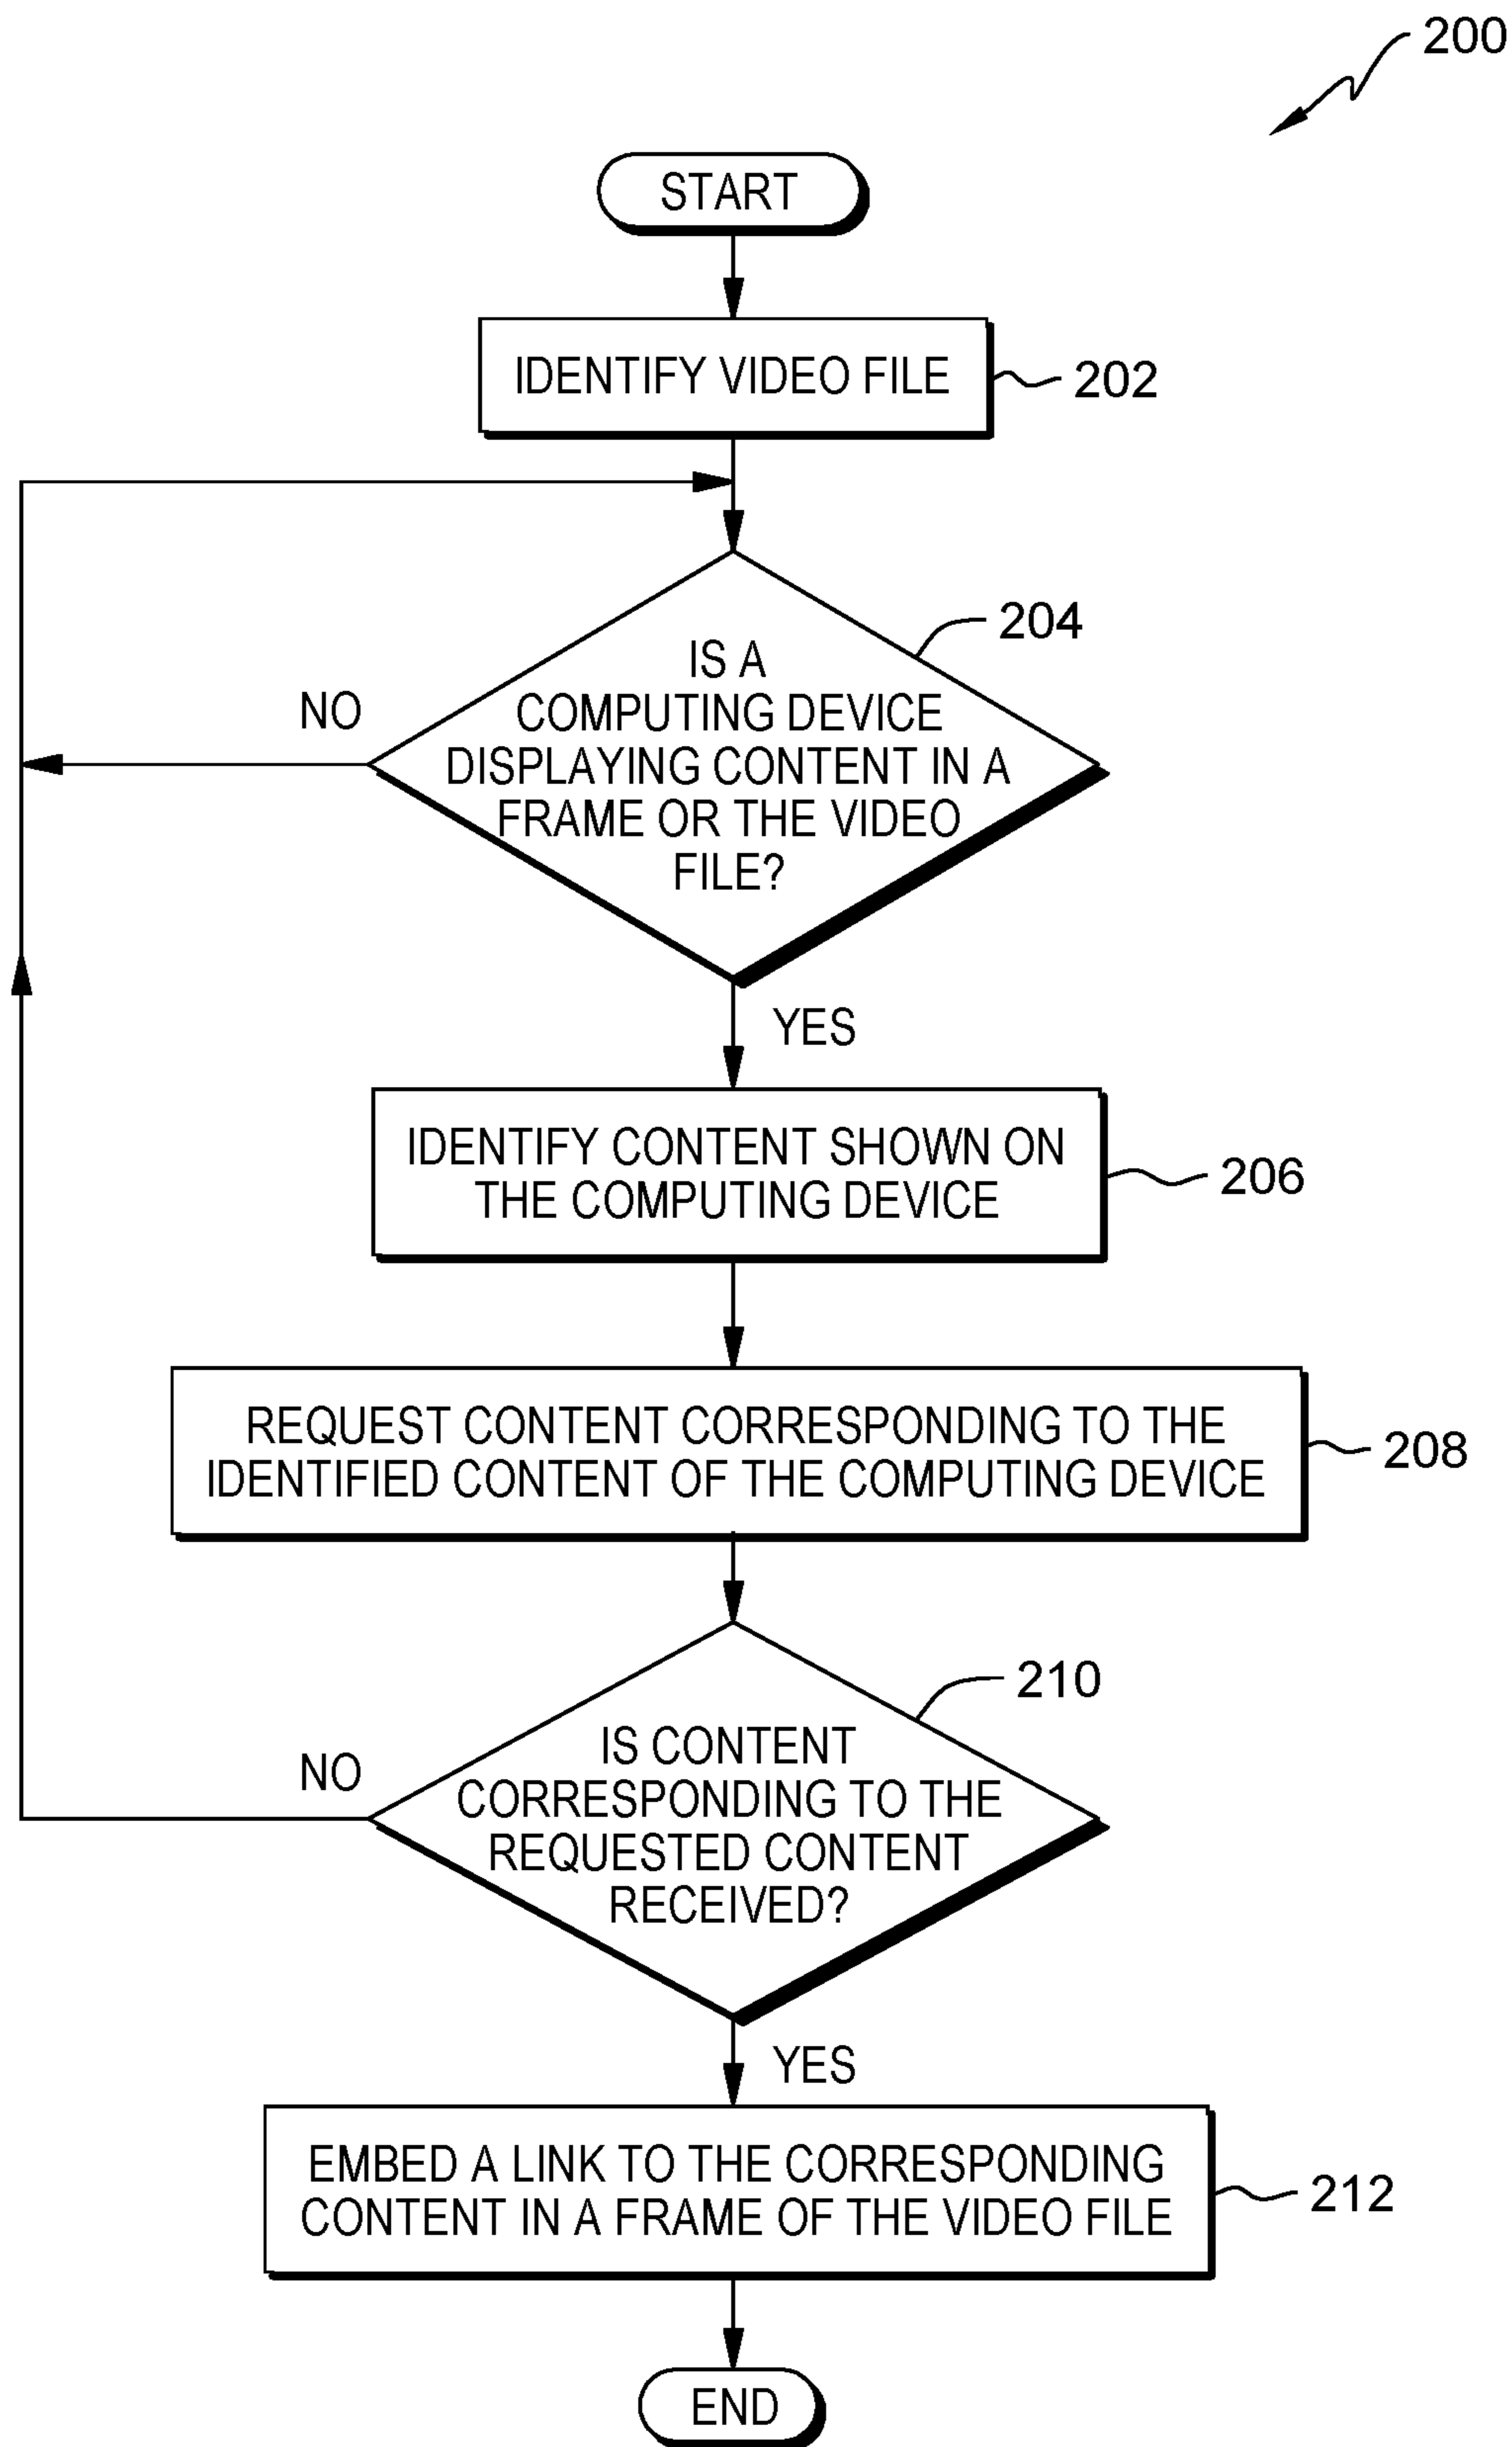 200
START
IDENTIFY VIDEO FILE
202
204
IS A
COMPUTING DEVICE
DISPLAYING CONTENT IN A
FRAME OR THE VIDEO
FILE?
NO
YES
IDENTIFY CONTENT SHOWN ON
THE COMPUTING DEVICE
206
REQUEST CONTENT CORRESPONDING TO THE
IDENTIFIED CONTENT OF THE COMPUTING DEVICE
208
210
IS CONTENT
CORRESPONDING TO THE
REQUESTED CONTENT
RECEIVED?
NO
YES
EMBED A LINK TO THE CORRESPONDING
CONTENT IN A FRAME OF THE VIDEO FILE
212
END